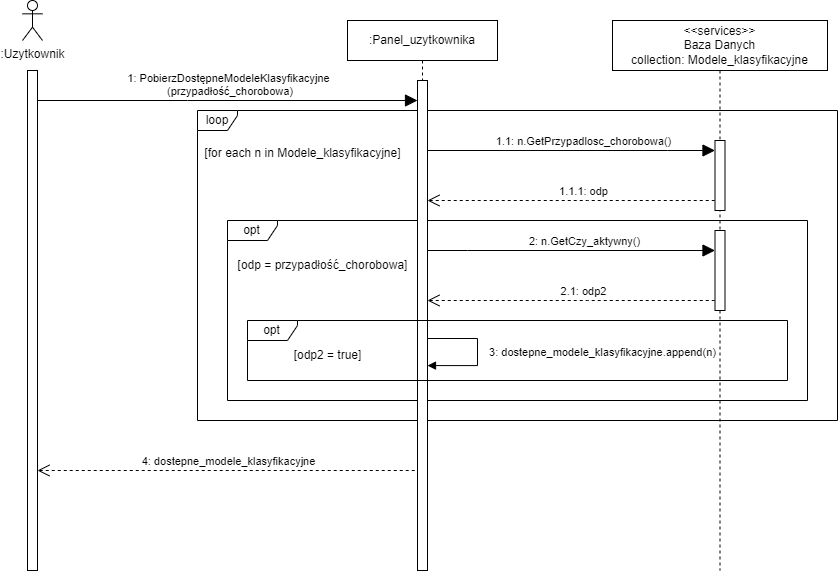 :Uzytkownik
:Panel_uzytkownika
<<services>>
Baza Danych
collection: Modele_klasyfikacyjne
1: PobierzDostępneModeleKlasyfikacyjne
(przypadłość_chorobowa)
loop
[for each n in Modele_klasyfikacyjne]
1.1: n.GetPrzypadlosc_chorobowa()
1.1.1: odp
opt
[odp = przypadłość_chorobowa]
2: n.GetCzy_aktywny()
2.1: odp2
opt
[odp2 = true]
3: dostepne_modele_klasyfikacyjne.append(n)
4: dostepne_modele_klasyfikacyjne